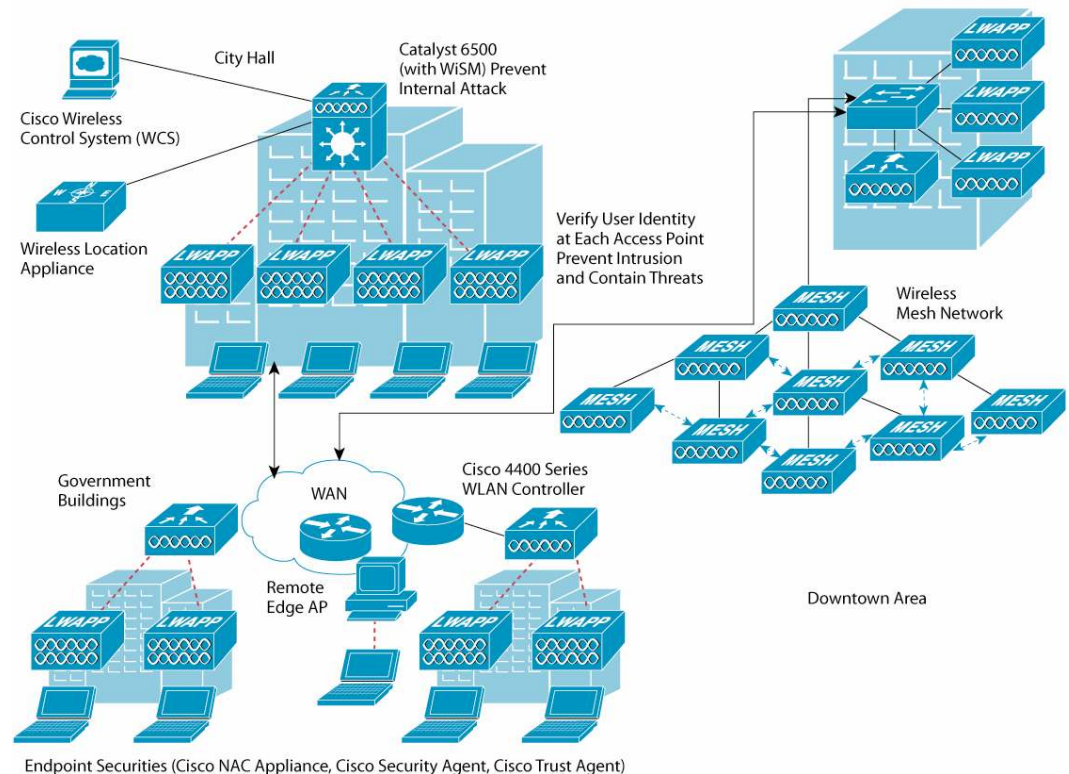 City Hall
Catalyst 6500
(with WiSM) Prevent
Internal Attack
Cisco Wireless
Control System (WCS)
W E
Wireless Location
Appliance
LWAPP
LWAPP
LWAPP
LWAPP
Verify User Identity
at Each Access Point
Prevent Intrusion
and Contain Threats
LWAPP
LWAPP
LWAPP
Wireless
Mesh Network
MESH
MESH
MESH
MESH
MESH
MESH
MESH
MESH
MESH
Downtown Area
Government
Buildings
WAN
Cisco 4400 Series
WLAN Controller
Remote
Edge AP
LWAPP
LWAPP
LWAPP
LWAPP
Endpoint Securities (Cisco NAC Appliance, Cisco Security Agent, Cisco Trust Agent)